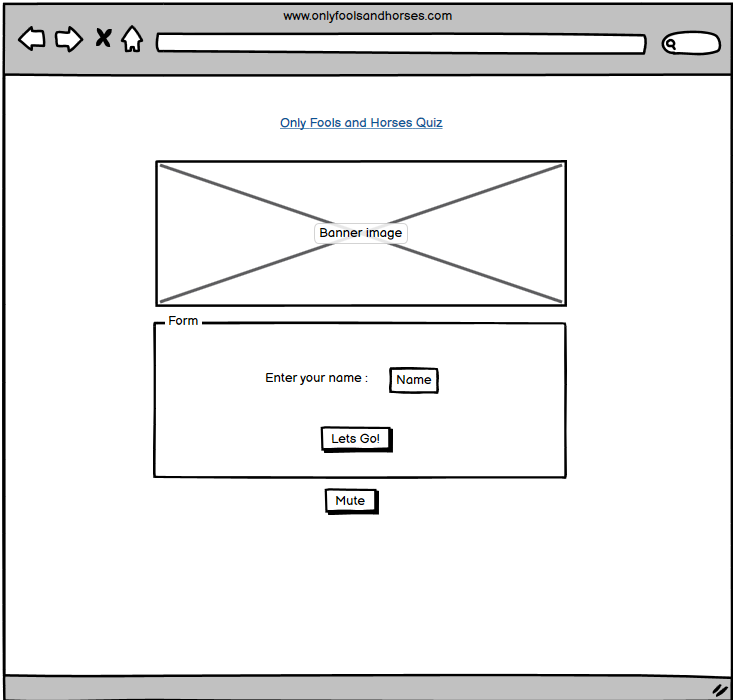 www.onlyfoolsandhorses.com
Only Fools and Horses Quiz
Banner image
Form
Enter your name : Name
Lets Go!
Mute